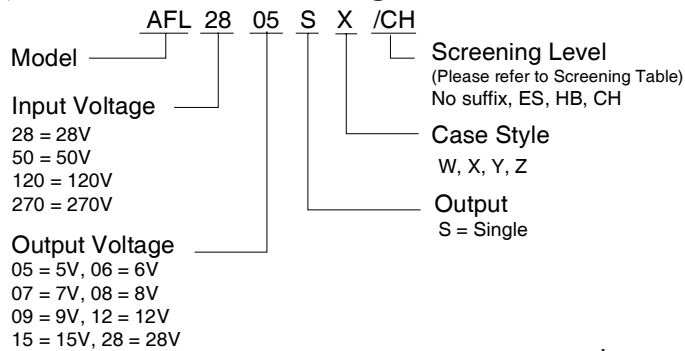 AFL 28 05 S X /CH
Model
Input Voltage
28 = 28V
50 = 50V
120 = 120V
270 = 270V
Output Voltage
05 = 5V, 06 = 6V
07 = 7V, 08 = 8V
09 = 9V, 12 = 12V
15 = 15V, 28 = 28V
Screening Level
(Please refer to Screening Table)
No suffix, ES, HB, CH
Case Style
W, X, Y, Z
Output
S = Single